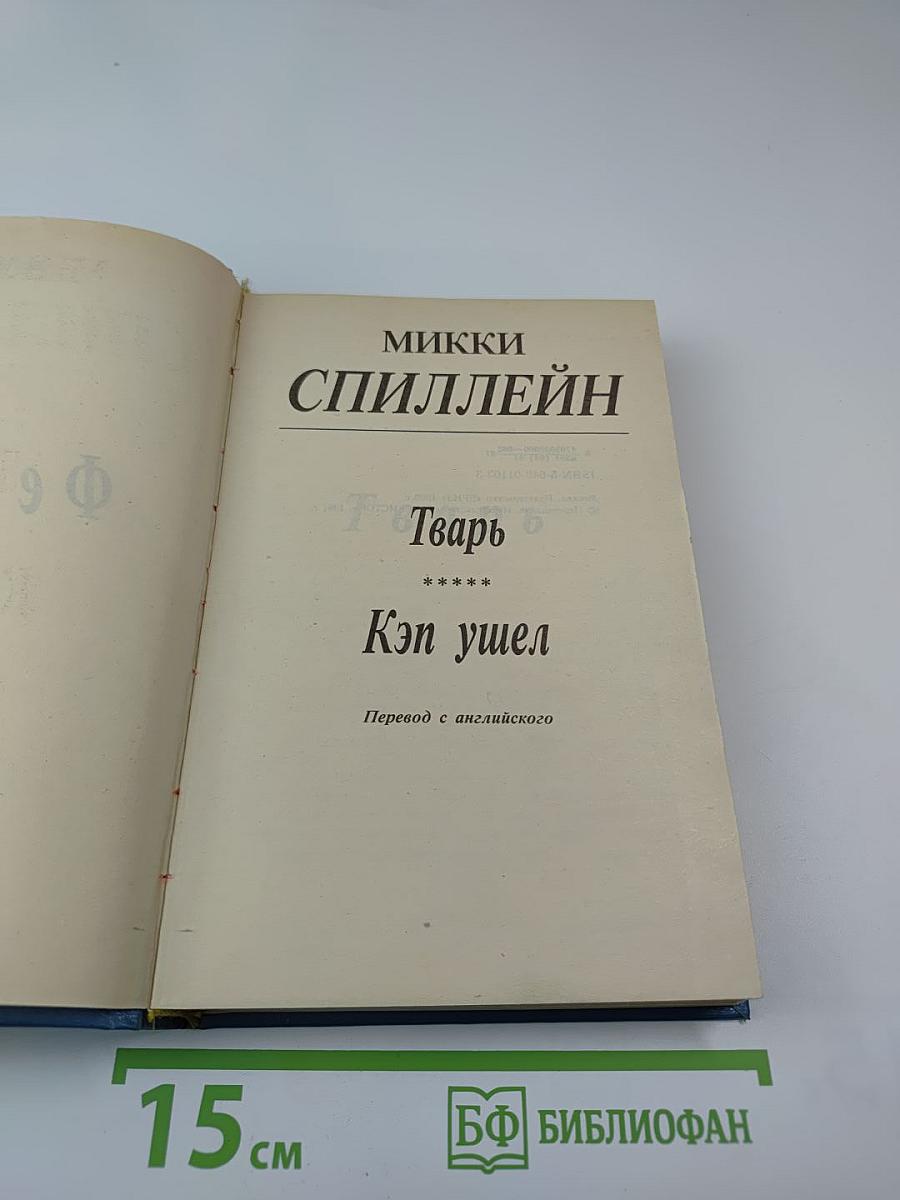 МИККИ
СПИЛЛЕЙН
Тварь
*****
Кэп ушел
Перевод с английского
15 см
БФ БИБЛИОФАН